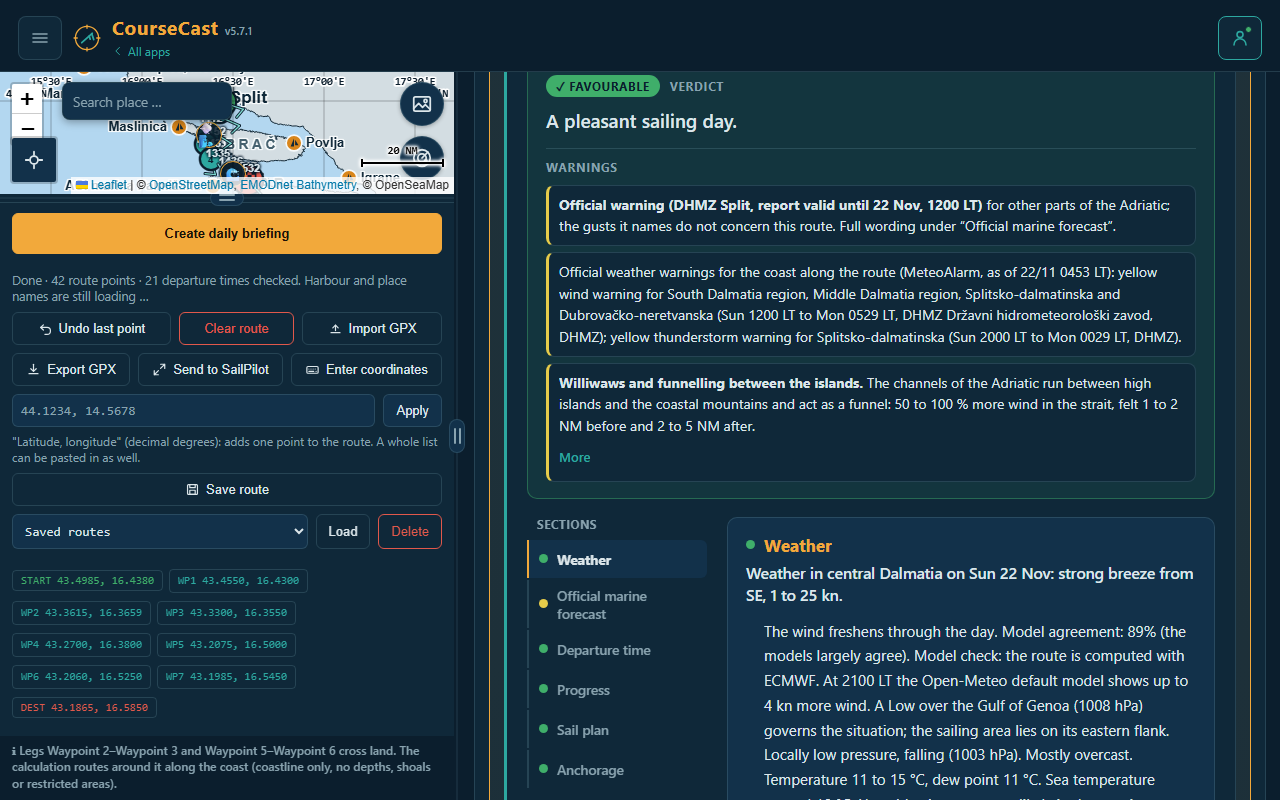 CourseCast v5.7.1
All apps
15°30'E 16°30'E 17°00'E 17°30'E
Search place ...
Split
Maslinica
BRAČ
Povlja
20 NM
Leaflet | © OpenStreetMap, EMODnet Bathymetry, © OpenSeaMap
Create daily briefing
Done · 42 route points · 21 departure times checked. Harbour and place
names are still loading ...
Undo last point
Clear route
Import GPX
Export GPX
Send to SailPilot
Enter coordinates
44.1234, 14.5678
Apply
"Latitude, longitude" (decimal degrees): adds one point to the route. A whole list
can be pasted in as well.
Save route
Saved routes
Load
Delete
START 43.4985, 16.4380
WP1 43.4550, 16.4300
WP2 43.3615, 16.3659
WP3 43.3300, 16.3550
WP4 43.2700, 16.3800
WP5 43.2075, 16.5000
WP6 43.2060, 16.5250
WP7 43.1985, 16.5450
DEST 43.1865, 16.5850
ℹ Legs Waypoint 2–Waypoint 3 and Waypoint 5–Waypoint 6 cross land. The
calculation routes around it along the coast (coastline only, no depths, shoals
or restricted areas).
✓ FAVOURABLE VERDICT
A pleasant sailing day.
WARNINGS
Official warning (DHMZ Split, report valid until 22 Nov, 1200 LT) for other parts of the Adriatic;
the gusts it names do not concern this route. Full wording under “Official marine forecast”.
Official weather warnings for the coast along the route (MeteoAlarm, as of 22/11 0453 LT): yellow
wind warning for South Dalmatia region, Middle Dalmatia region, Splitsko-dalmatinska and
Dubrovačko-neretvanska (Sun 1200 LT to Mon 0529 LT, DHMZ Državni hidrometeorološki zavod,
DHMZ); yellow thunderstorm warning for Splitsko-dalmatinska (Sun 2000 LT to Mon 0029 LT, DHMZ).
Williwaws and funnelling between the islands. The channels of the Adriatic run between high
islands and the coastal mountains and act as a funnel: 50 to 100 % more wind in the strait, felt 1 to 2
NM before and 2 to 5 NM after.
More
SECTIONS
Weather
Official marine
forecast
Departure time
Progress
Sail plan
Anchorage
Weather
Weather in central Dalmatia on Sun 22 Nov: strong breeze from
SE, 1 to 25 kn.
The wind freshens through the day. Model agreement: 89% (the
models largely agree). Model check: the route is computed with
ECMWF. At 2100 LT the Open-Meteo default model shows up to
4 kn more wind. A Low over the Gulf of Genoa (1008 hPa)
governs the situation; the sailing area lies on its eastern flank.
Locally low pressure, falling (1003 hPa). Mostly overcast.
Temperature 11 to 15 °C, dew point 11 °C. Sea temperature